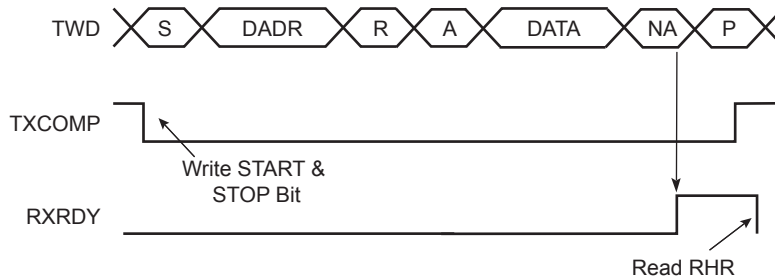 TWD S DADR R A DATA NA P
TXCOMP
Write START &
STOP Bit
RXRDY
Read RHR